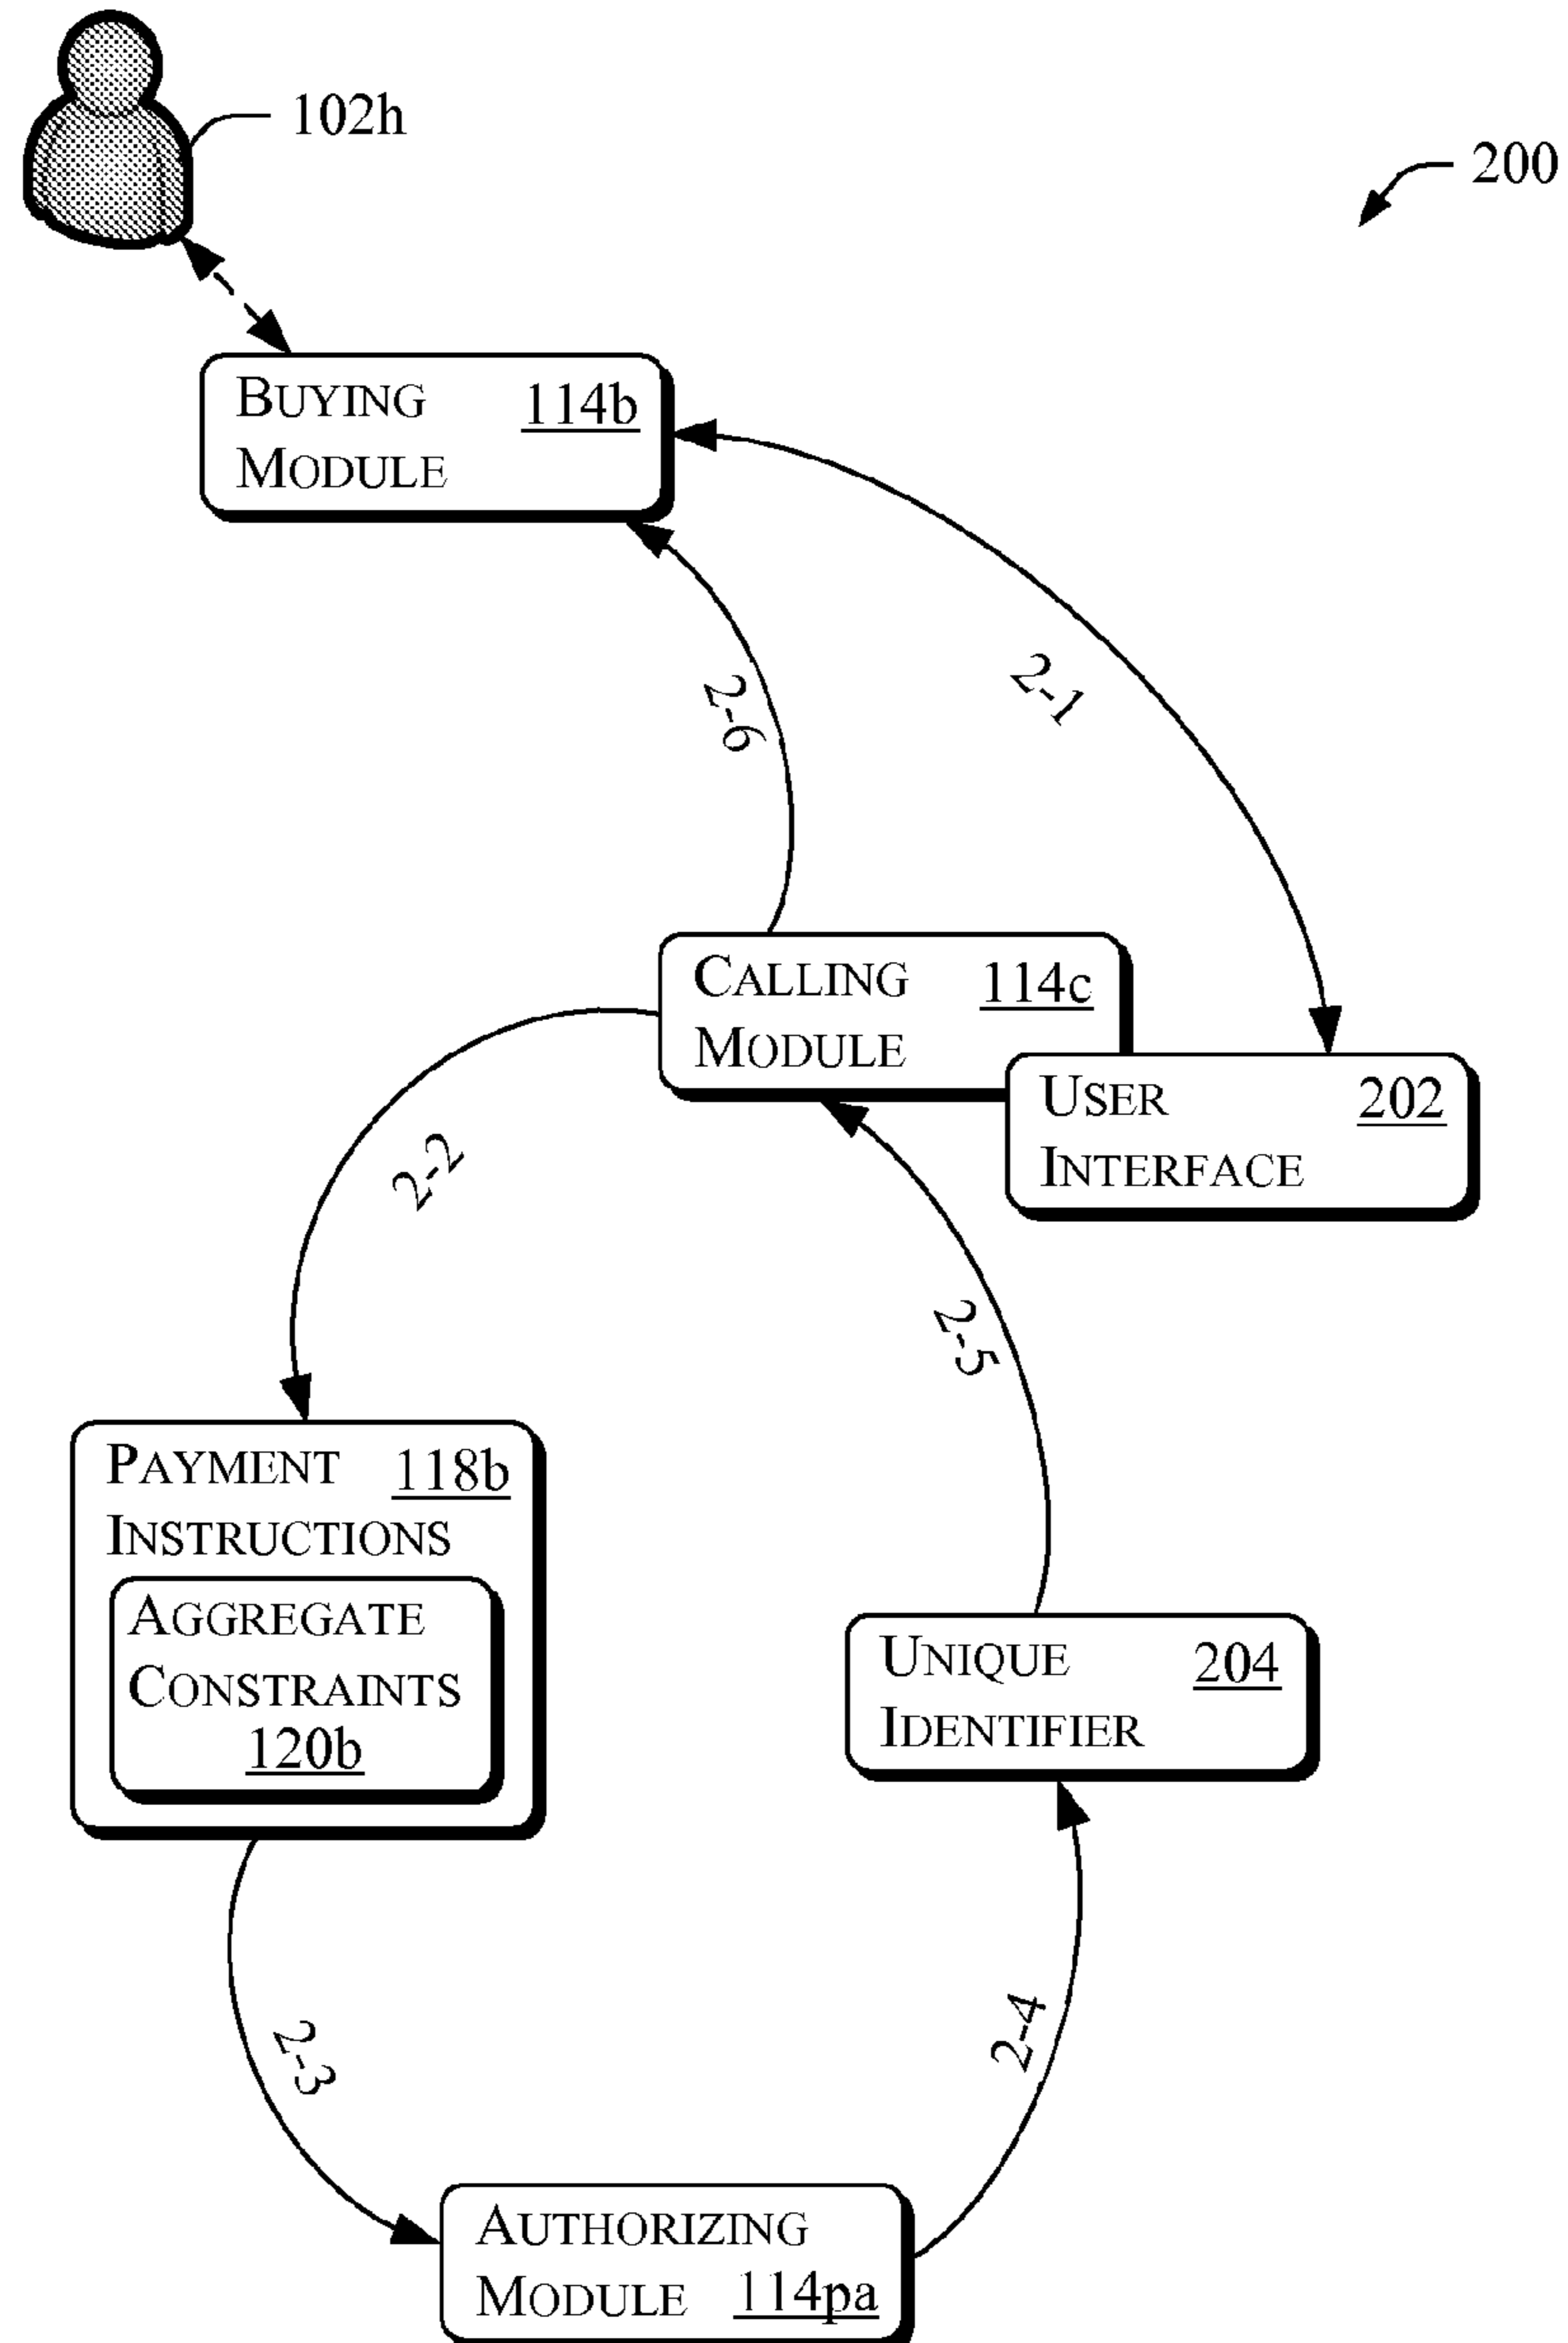 102h
200
BUYING 114b
MODULE
2-1
2-6
CALLING 114c
MODULE
USER 202
INTERFACE
2-2
2-5
PAYMENT 118b
INSTRUCTIONS
AGGREGATE
CONSTRAINTS
120b
UNIQUE 204
IDENTIFIER
2-4
2-3
AUTHORIZING
MODULE 114pa